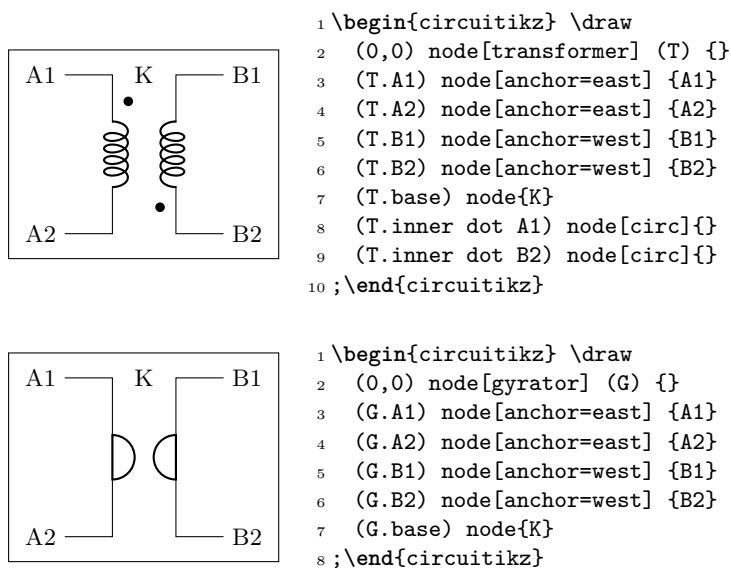 A1 K B1
A2 B2
1 \begin{circuitikz} \draw
2 (0,0) node[transformer] (T) {}
3 (T.A1) node[anchor=east] {A1}
4 (T.A2) node[anchor=east] {A2}
5 (T.B1) node[anchor=west] {B1}
6 (T.B2) node[anchor=west] {B2}
7 (T.base) node{K}
8 (T.inner dot A1) node[circ]{}
9 (T.inner dot B2) node[circ]{}
10 ;\end{circuitikz}
A1 K B1
A2 B2
1 \begin{circuitikz} \draw
2 (0,0) node[gyrator] (G) {}
3 (G.A1) node[anchor=east] {A1}
4 (G.A2) node[anchor=east] {A2}
5 (G.B1) node[anchor=west] {B1}
6 (G.B2) node[anchor=west] {B2}
7 (G.base) node{K}
8 ;\end{circuitikz}